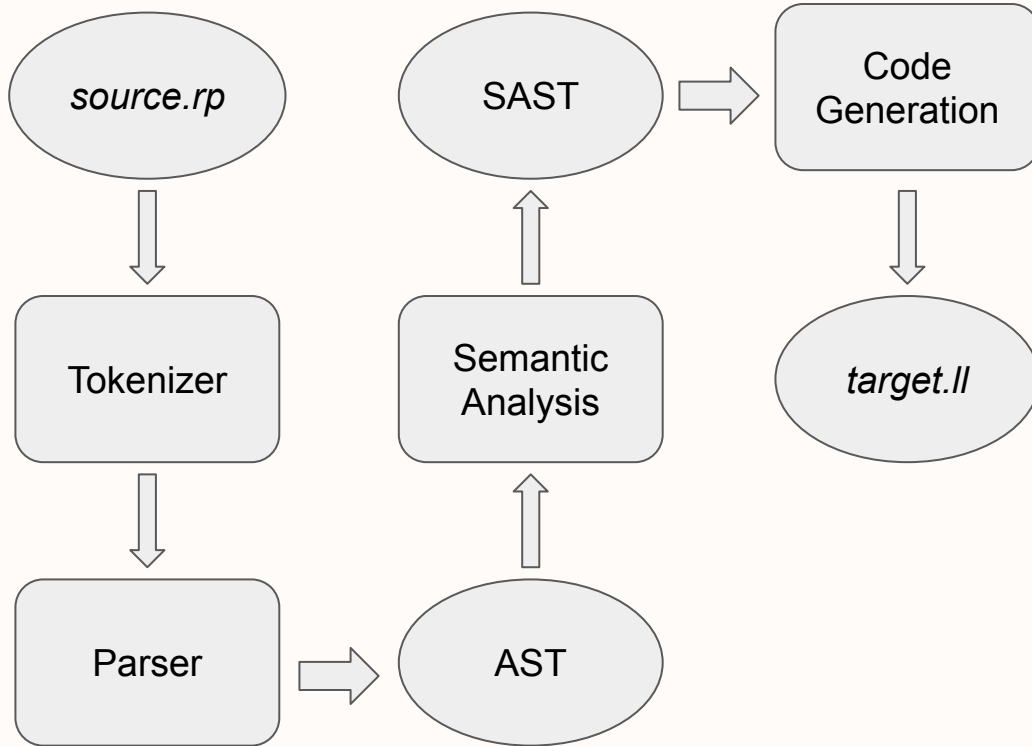 source.rp
Tokenizer
Parser
AST
Semantic
Analysis
SAST
Code
Generation
target.ll